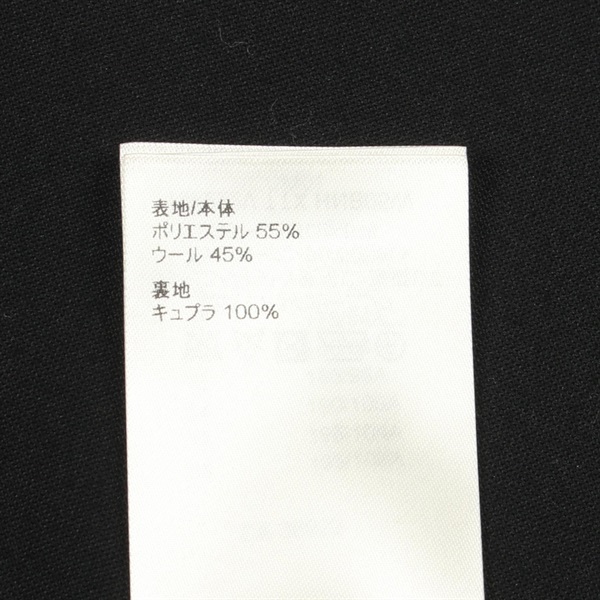 表地/本体
ポリエステル 55%
ウール 45%
裏地
キュプラ 100%